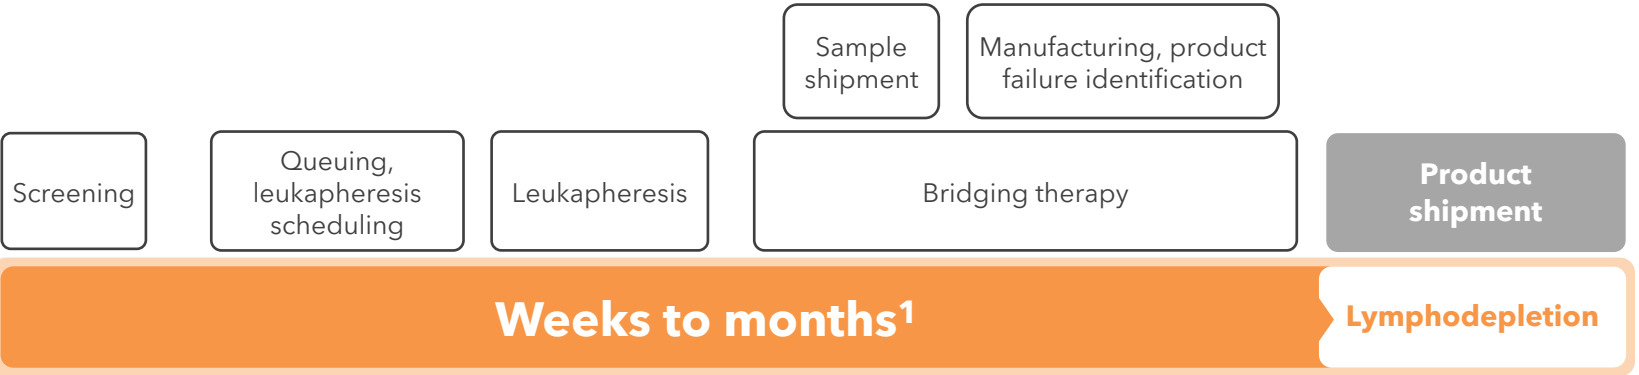 Sample
shipment
Manufacturing, product
failure identification
Screening
Queuing,
leukapheresis
scheduling
Leukapheresis
Bridging therapy
Product
shipment
Weeks to months¹
Lymphodepletion